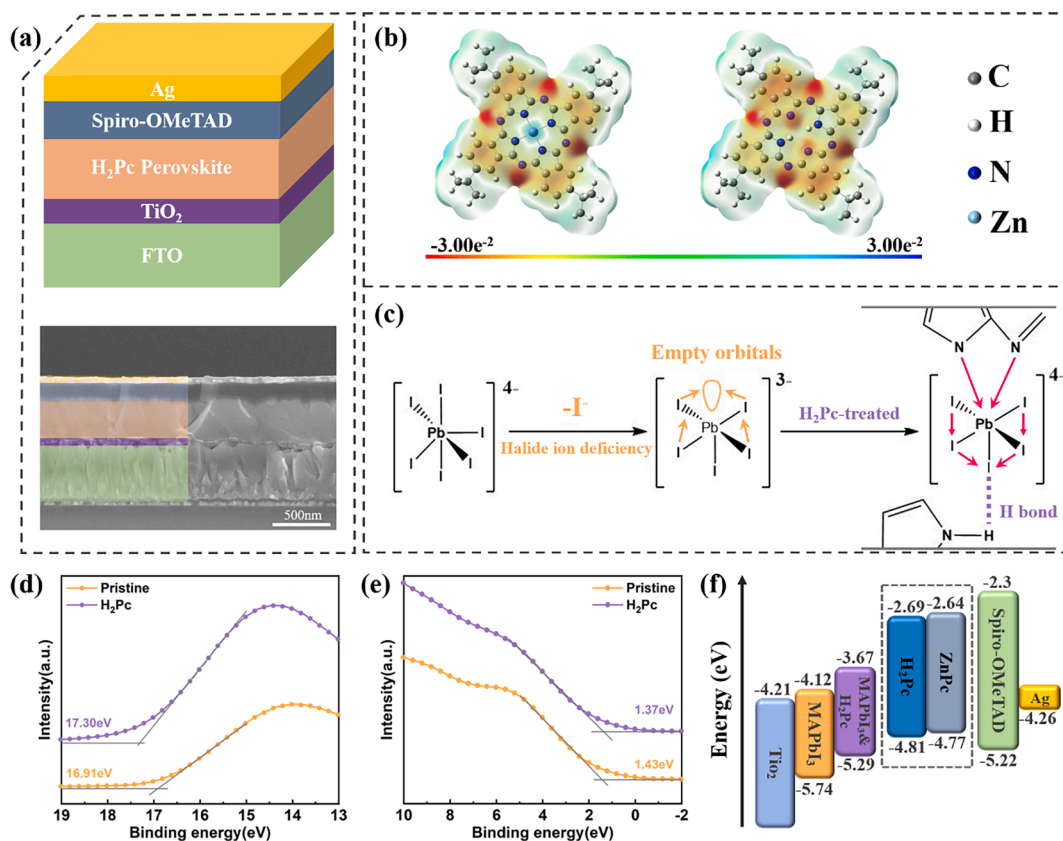 (a)
Ag
Spiro-OMeTAD
H₂Pc Perovskite
TiO₂
FTO
500nm
(b)
C
H
N
Zn
-3.00e⁻²
3.00e⁻²
(c)
4-
I
I
Pb
I
I
I
I
-I⁻
Halide ion deficiency
Empty orbitals
3-
I
I
Pb
I
I
I
H₂Pc-treated
N
N
4-
I
I
Pb
I
I
I
H bond
N
H
(d)
Pristine
H₂Pc
Intensity(a.u.)
17.30eV
16.91eV
19 18 17 16 15 14 13
Binding energy(eV)
(e)
Pristine
H₂Pc
Intensity(a.u.)
1.37eV
1.43eV
10 8 6 4 2 0 -2
Binding energy(eV)
(f)
Energy (eV)
-4.21
Tio₂
-4.12
MAPbI₃
-5.74
-3.67
MAPbI₃&
H₂Pc
-5.29
-2.69
H₂Pc
-4.81
-2.64
ZnPc
-4.77
-2.3
Spiro-OMeTAD
-5.22
Ag
-4.26